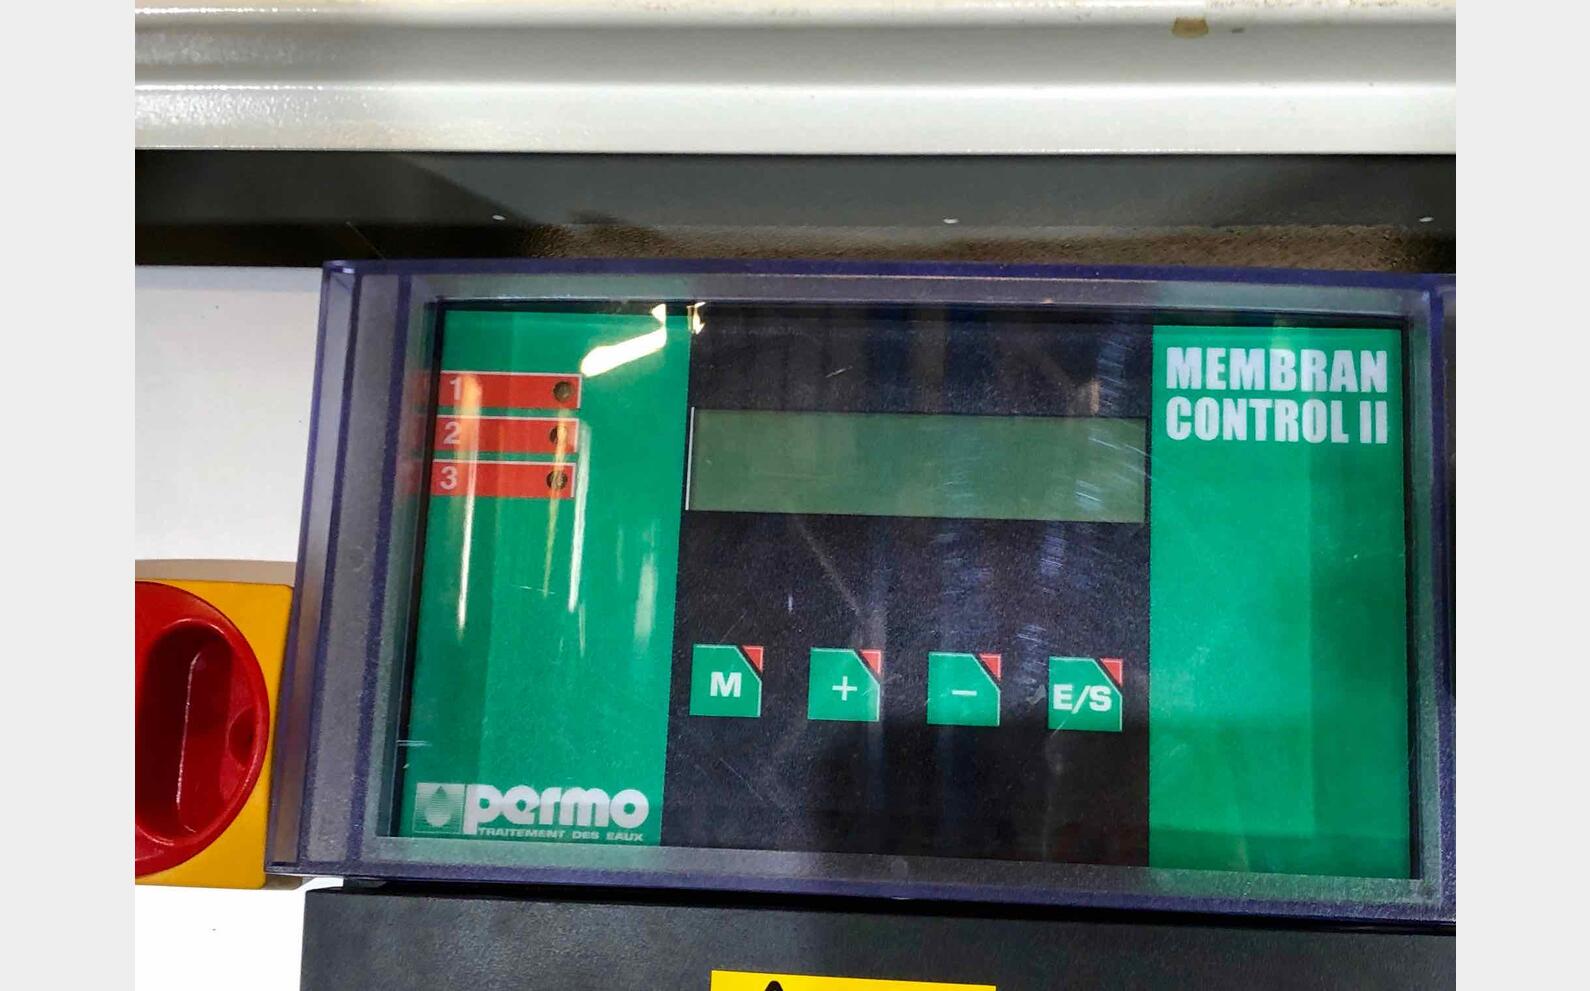 1
2
3
MEMBRAN
CONTROL II
M
+
−
E/S
permo
TRAITEMENT DES EAUX